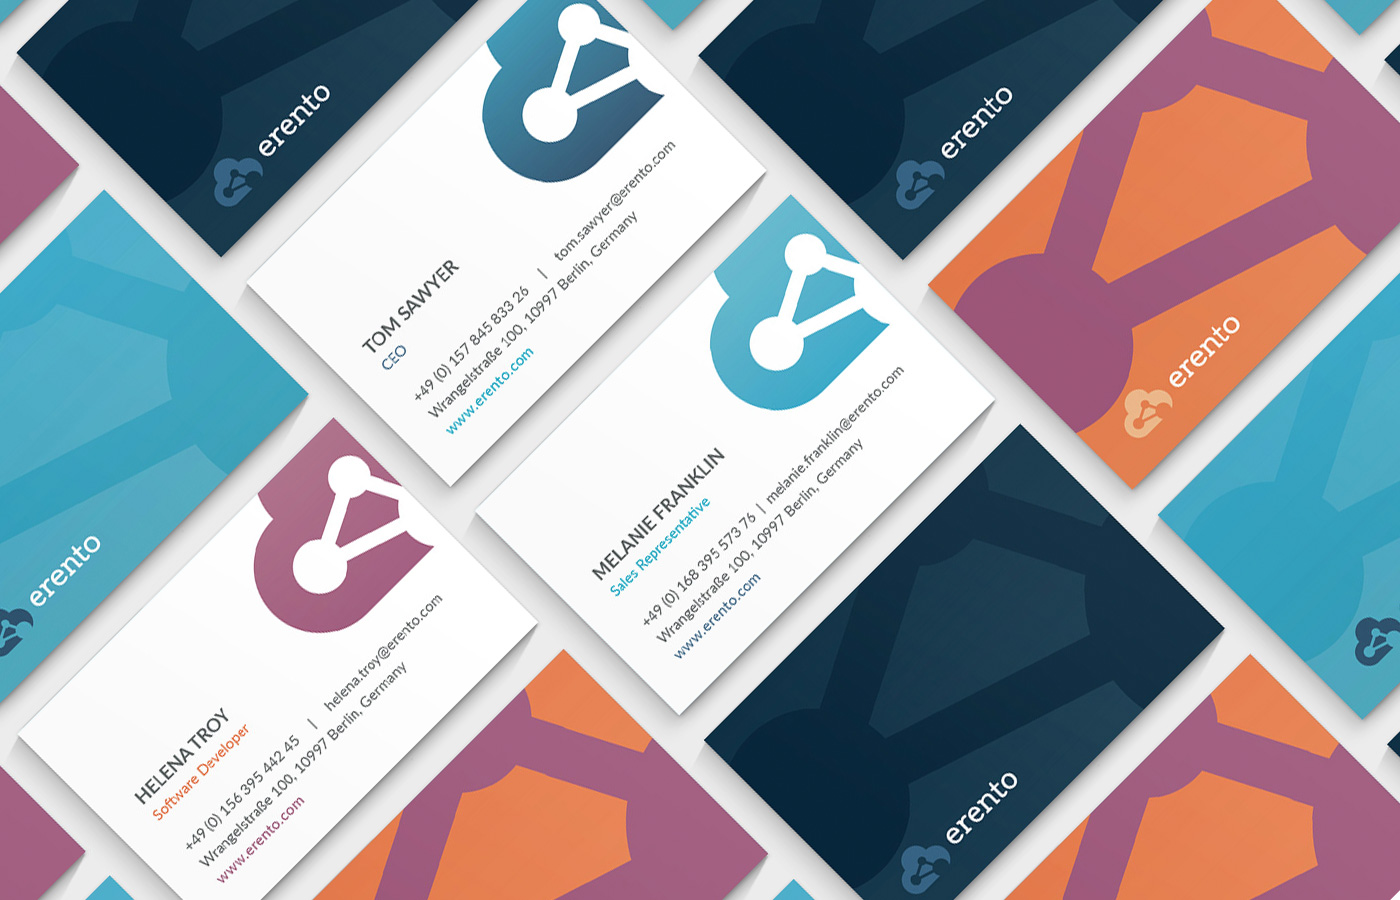 erento
TOM SAWYER
CEO
+49 (0) 157 845 833 26 | tom.sawyer@erento.com
Wrangelstraße 100, 10997 Berlin, Germany
www.erento.com
erento
erento
erento
MELANIE FRANKLIN
Sales Representative
+49 (0) 168 395 573 76 | melanie.franklin@erento.com
Wrangelstraße 100, 10997 Berlin, Germany
www.erento.com
HELENA TROY
Software Developer
+49 (0) 156 395 442 45 | helena.troy@erento.com
Wrangelstraße 100, 10997 Berlin, Germany
www.erento.com
erento